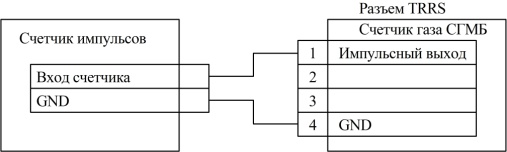 Разъем TRRS
Счетчик газа СГМБ
Счетчик импульсов
1 Импульсный выход
Вход счетчика
2
GND
3
4 GND